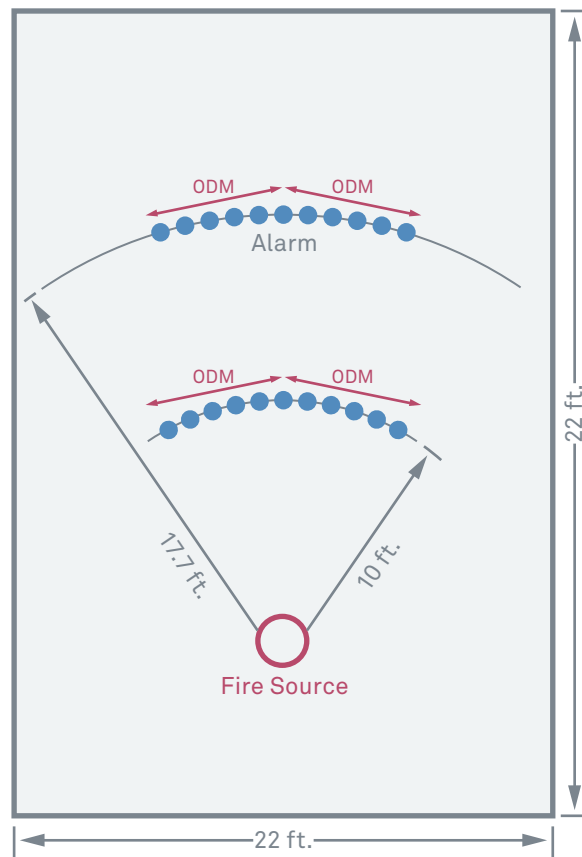 ODM
ODM
Alarm
ODM
ODM
22 ft.
17.7 ft.
10 ft.
Fire Source
22 ft.